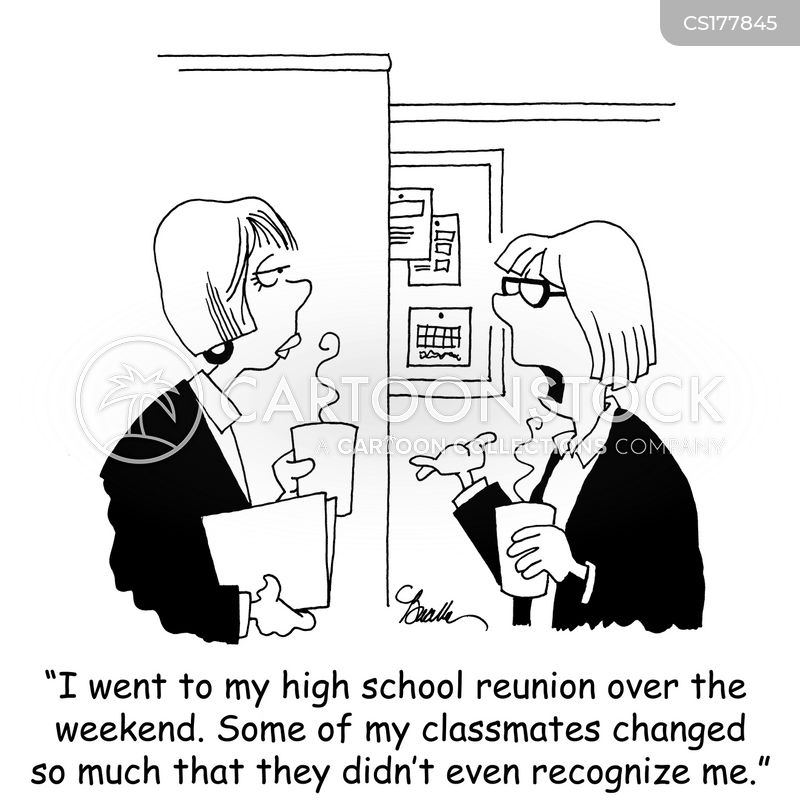 CS177845
CARTOONSTOCK
A CARTOON COLLECTIONS COMPANY
“I went to my high school reunion over the
weekend. Some of my classmates changed
so much that they didn’t even recognize me.”